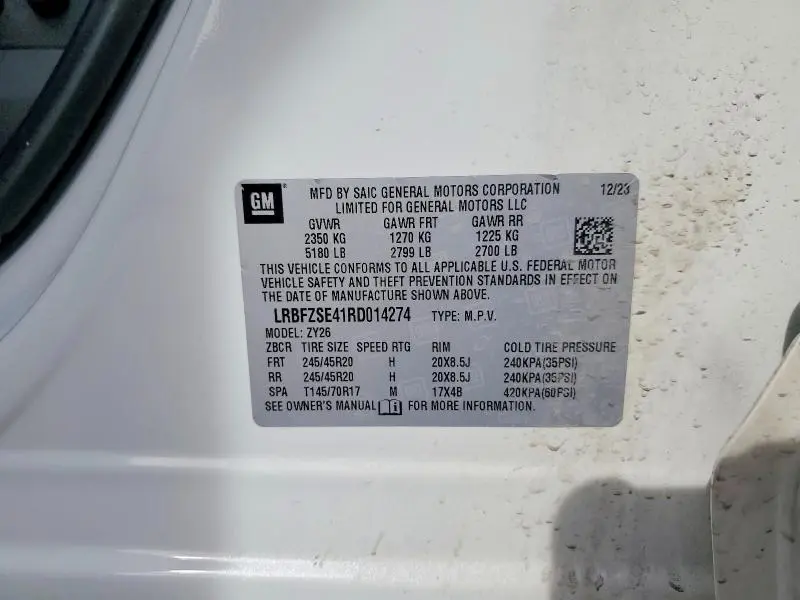 GM ® MFD BY SAIC GENERAL MOTORS CORPORATION 12/23
LIMITED FOR GENERAL MOTORS LLC
GVWR GAWR FRT GAWR RR
2350 KG 1270 KG 1225 KG
5180 LB 2799 LB 2700 LB
THIS VEHICLE CONFORMS TO ALL APPLICABLE U.S. FEDERAL MOTOR
VEHICLE SAFETY AND THEFT PREVENTION STANDARDS IN EFFECT ON
THE DATE OF MANUFACTURE SHOWN ABOVE.
LRBFZSE41RD014274 TYPE: M.P.V.
MODEL: ZY26
ZBCR TIRE SIZE SPEED RTG RIM COLD TIRE PRESSURE
FRT 245/45R20 H 20X8.5J 240KPA(35PSI)
RR 245/45R20 H 20X8.5J 240KPA(35PSI)
SPA T145/70R17 M 17X4B 420KPA(60PSI)
SEE OWNER'S MANUAL FOR MORE INFORMATION.